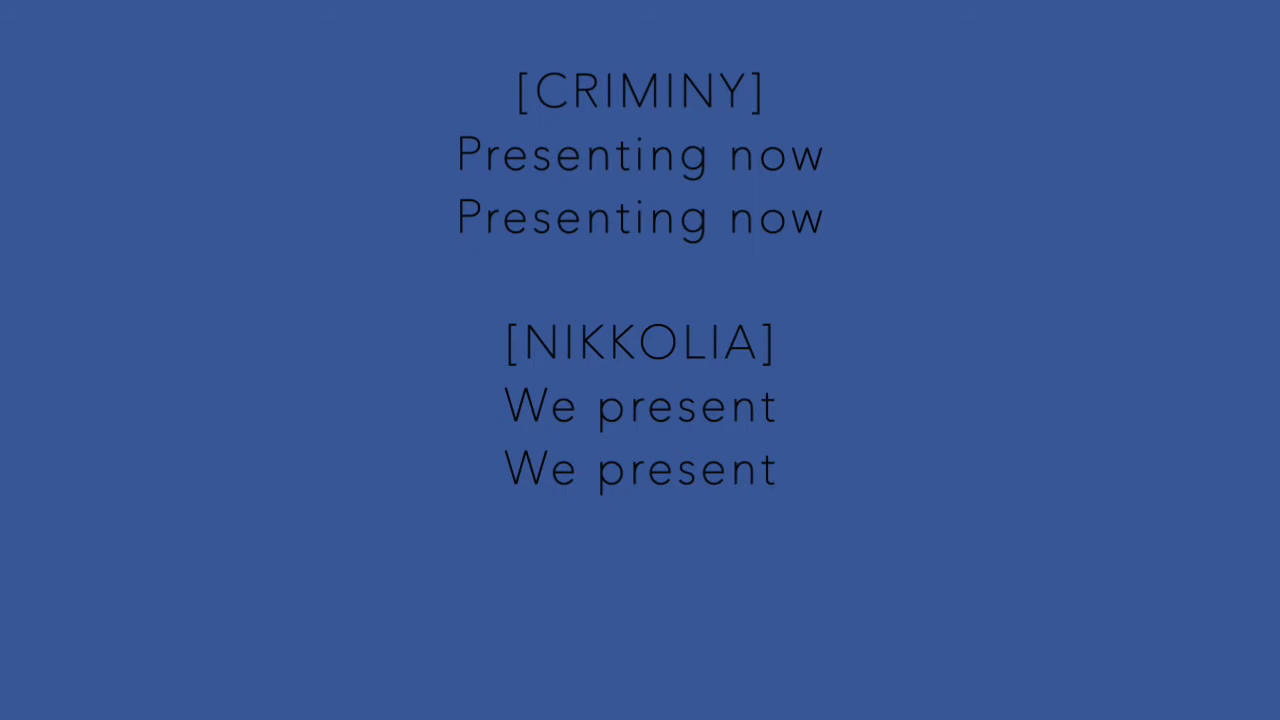 [CRIMINY]
Presenting now
Presenting now
[NIKKOLIA]
We present
We present